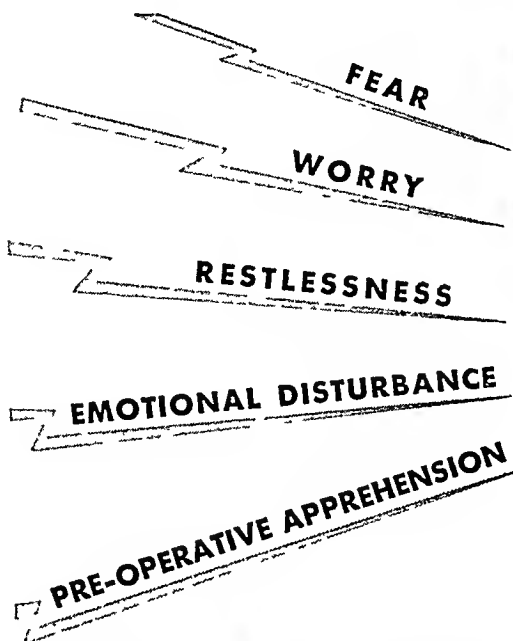 FEAR
WORRY
RESTLESSNESS
EMOTIONAL DISTURBANCE
PRE-OPERATIVE APPREHENSION